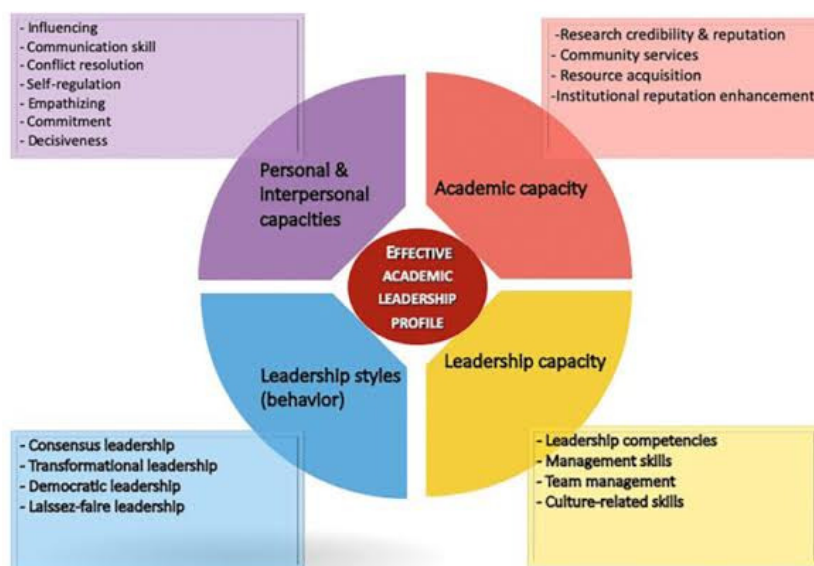 - Influencing
- Communication skill
- Conflict resolution
- Self-regulation
- Empathizing
- Commitment
- Decisiveness
-Research credibility & reputation
- Community services
- Resource acquisition
-Institutional reputation enhancement
Personal &
interpersonal
capacities
Academic capacity
EFFECTIVE
ACADEMIC
LEADERSHIP
PROFILE
Leadership styles
(behavior)
Leadership capacity
- Consensus leadership
- Transformational leadership
- Democratic leadership
- Laissez-faire leadership
- Leadership competencies
- Management skills
- Team management
- Culture-related skills